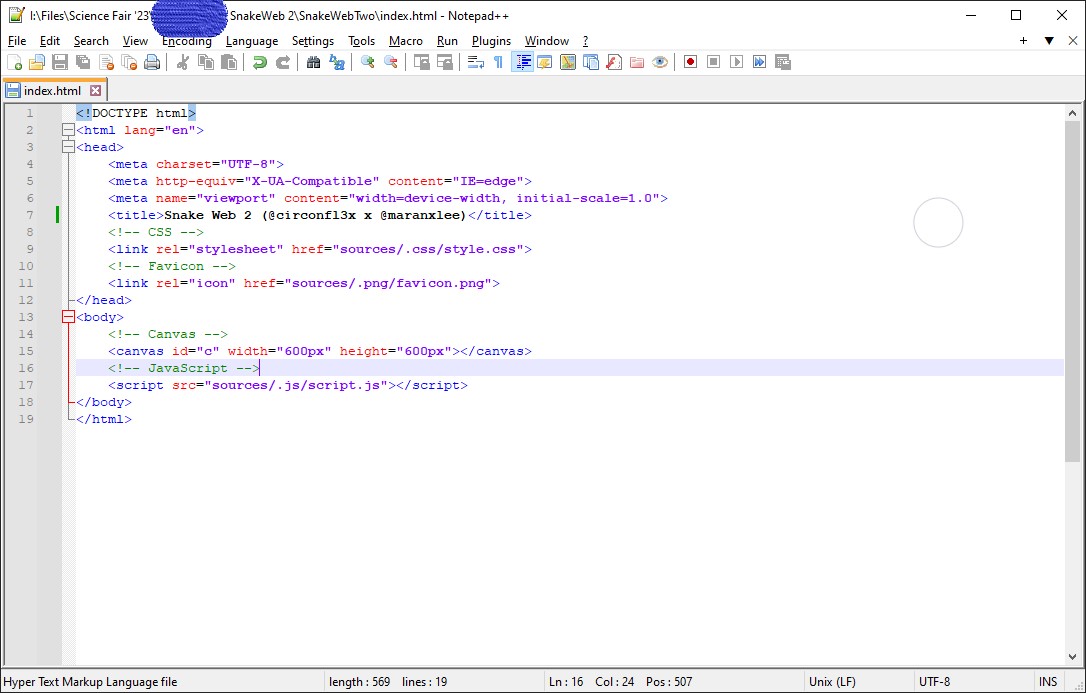 I:\Files\Science Fair '23\ SnakeWeb 2\SnakeWebTwo\index.html - Notepad++
File Edit Search View Encoding Language Settings Tools Macro Run Plugins Window ?
index.html
1 <!DOCTYPE html>
2 <html lang="en">
3 <head>
4 <meta charset="UTF-8">
5 <meta http-equiv="X-UA-Compatible" content="IE=edge">
6 <meta name="viewport" content="width=device-width, initial-scale=1.0">
7 <title>Snake Web 2 (@circonfl3x x @maranxlee)</title>
8 <!-- CSS -->
9 <link rel="stylesheet" href="sources/.css/style.css">
10 <!-- Favicon -->
11 <link rel="icon" href="sources/.png/favicon.png">
12 </head>
13 <body>
14 <!-- Canvas -->
15 <canvas id="c" width="600px" height="600px"></canvas>
16 <!-- JavaScript -->
17 <script src="sources/.js/script.js"></script>
18 </body>
19 </html>
Hyper Text Markup Language file length : 569 lines : 19 Ln : 16 Col : 24 Pos : 507 Unix (LF) UTF-8 INS